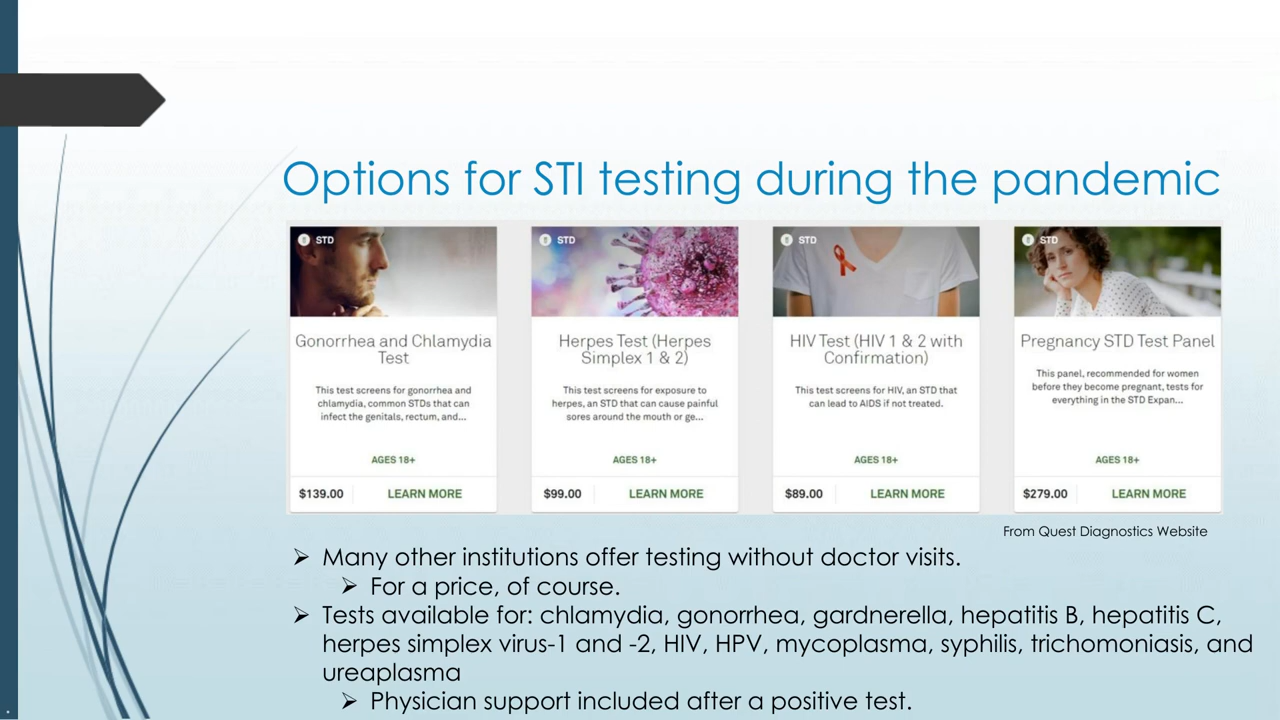 Options for STI testing during the pandemic
STD
Gonorrhea and Chlamydia
Test
This test screens for gonorrhea and
chlamydia, common STDs that can
infect the genitals, rectum, and...
AGES 18+
$139.00 LEARN MORE
STD
Herpes Test (Herpes
Simplex 1 & 2)
This test screens for exposure to
herpes, an STD that can cause painful
sores around the mouth or ge...
AGES 18+
$99.00 LEARN MORE
STD
HIV Test (HIV 1 & 2 with
Confirmation)
This test screens for HIV, an STD that
can lead to AIDS if not treated.
AGES 18+
$89.00 LEARN MORE
STD
Pregnancy STD Test Panel
This panel, recommended for women
before they become pregnant, tests for
everything in the STD Expan...
AGES 18+
$279.00 LEARN MORE
From Quest Diagnostics Website
➢ Many other institutions offer testing without doctor visits.
➢ For a price, of course.
➢ Tests available for: chlamydia, gonorrhea, gardnerella, hepatitis B, hepatitis C,
herpes simplex virus-1 and -2, HIV, HPV, mycoplasma, syphilis, trichomoniasis, and
ureaplasma
➢ Physician support included after a positive test.